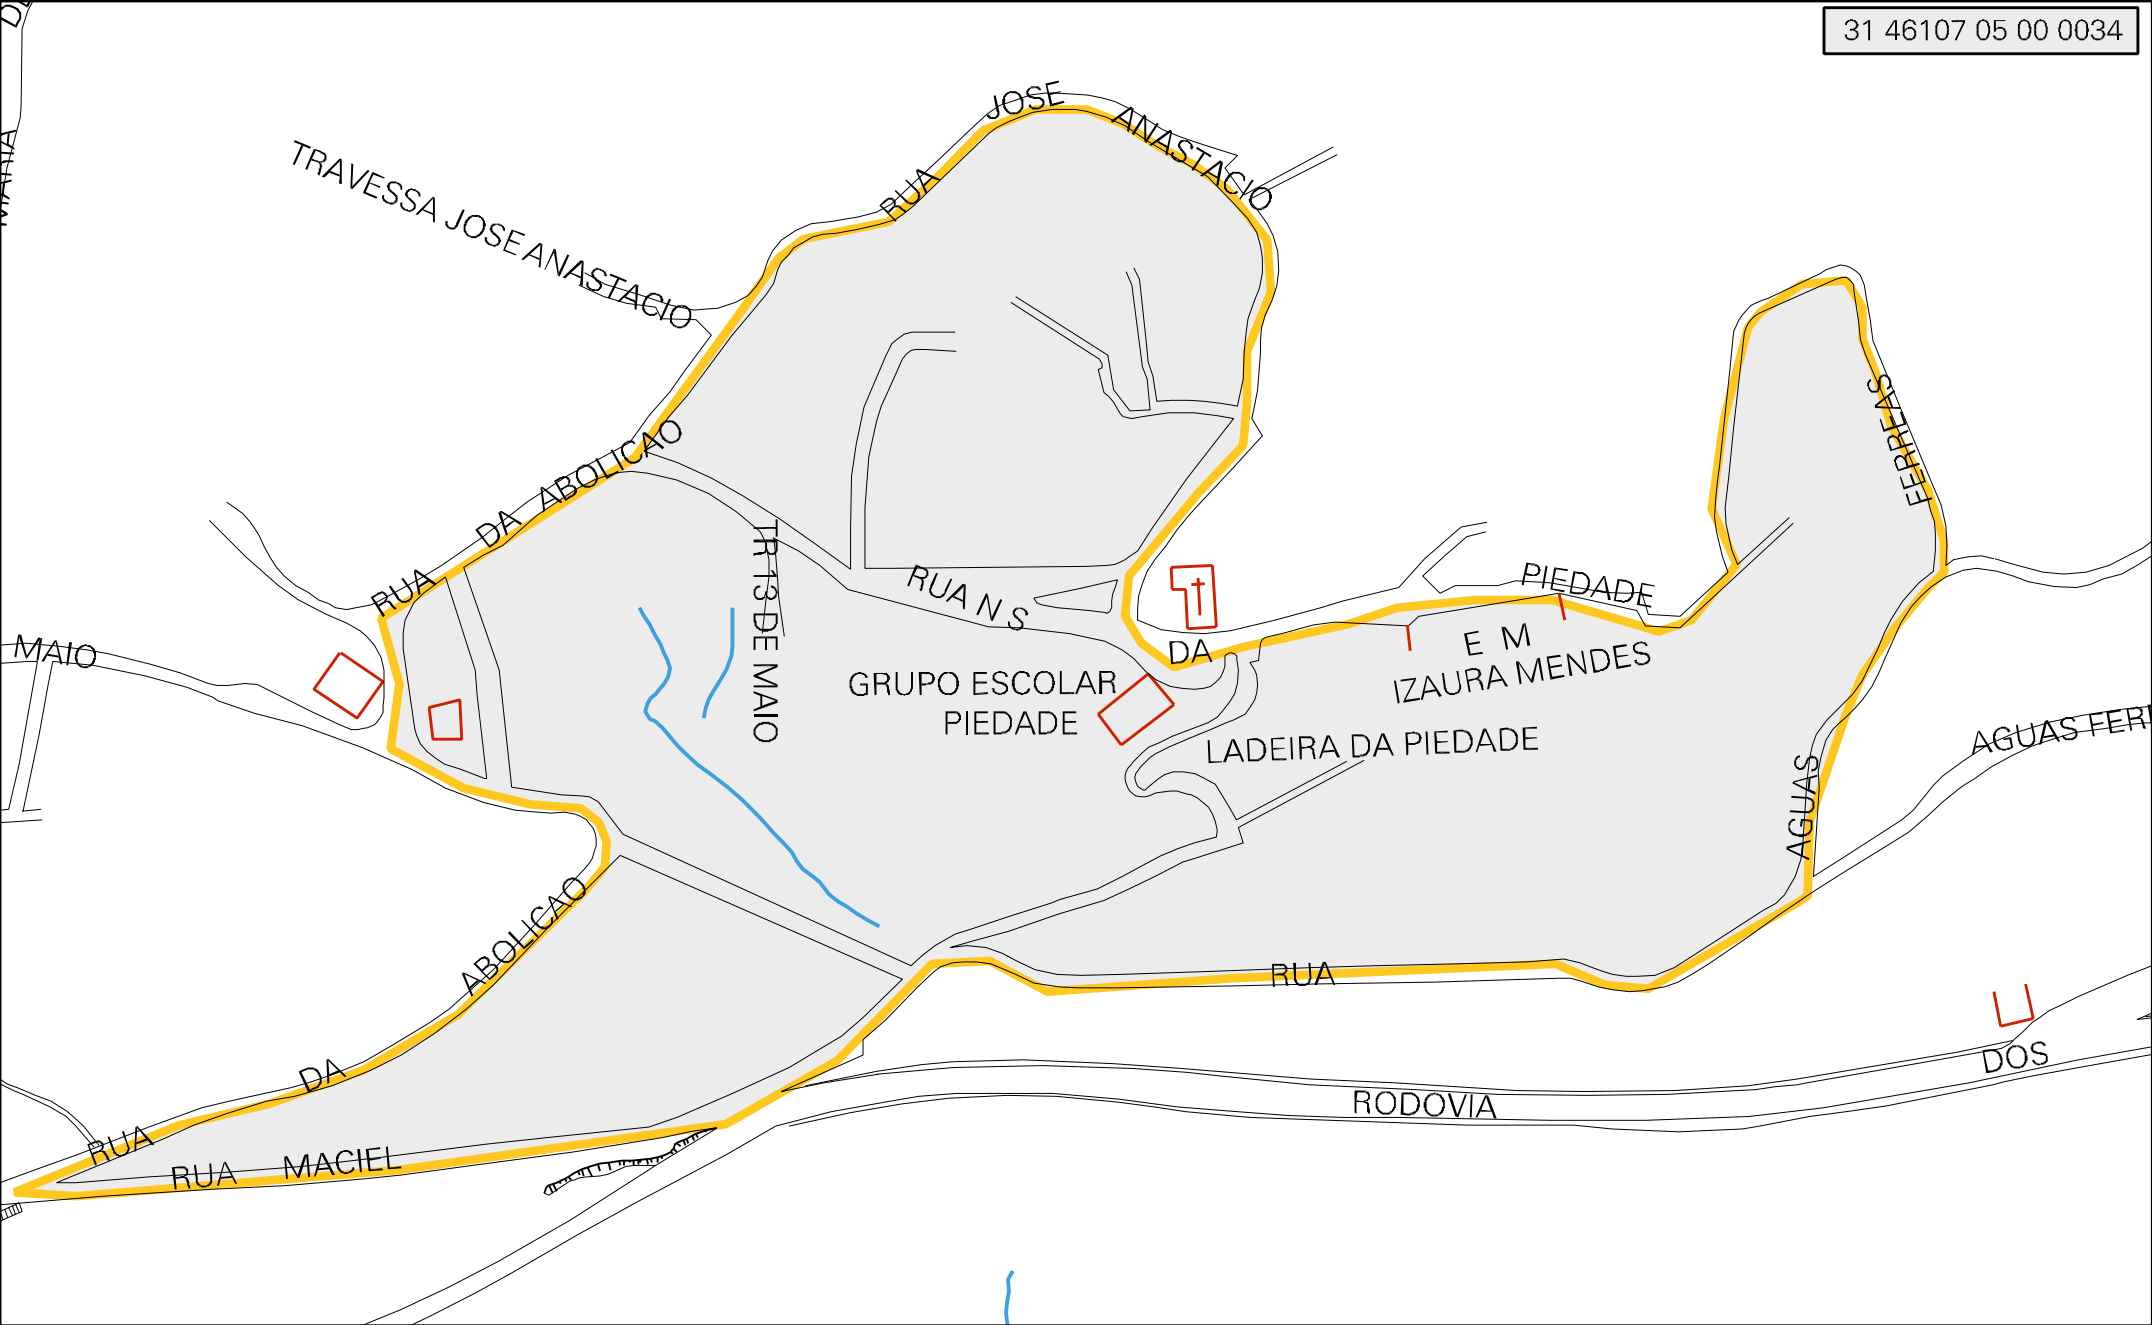 31 46107 05 00 0034
MARIA
JOSE
ANASTACIO
RUA
TRAVESSA JOSE ANASTACIO
FERREAS
RUA DA ABOLICAO
TR 13 DE MAIO
RUA N S
PIEDADE
DA
MAIO
E M
IZAURA MENDES
GRUPO ESCOLAR
PIEDADE
LADEIRA DA PIEDADE
AGUAS
AGUAS FERR
ABOLICAO
RUA
DA
RUA
RUA MACIEL
RODOVIA
DOS